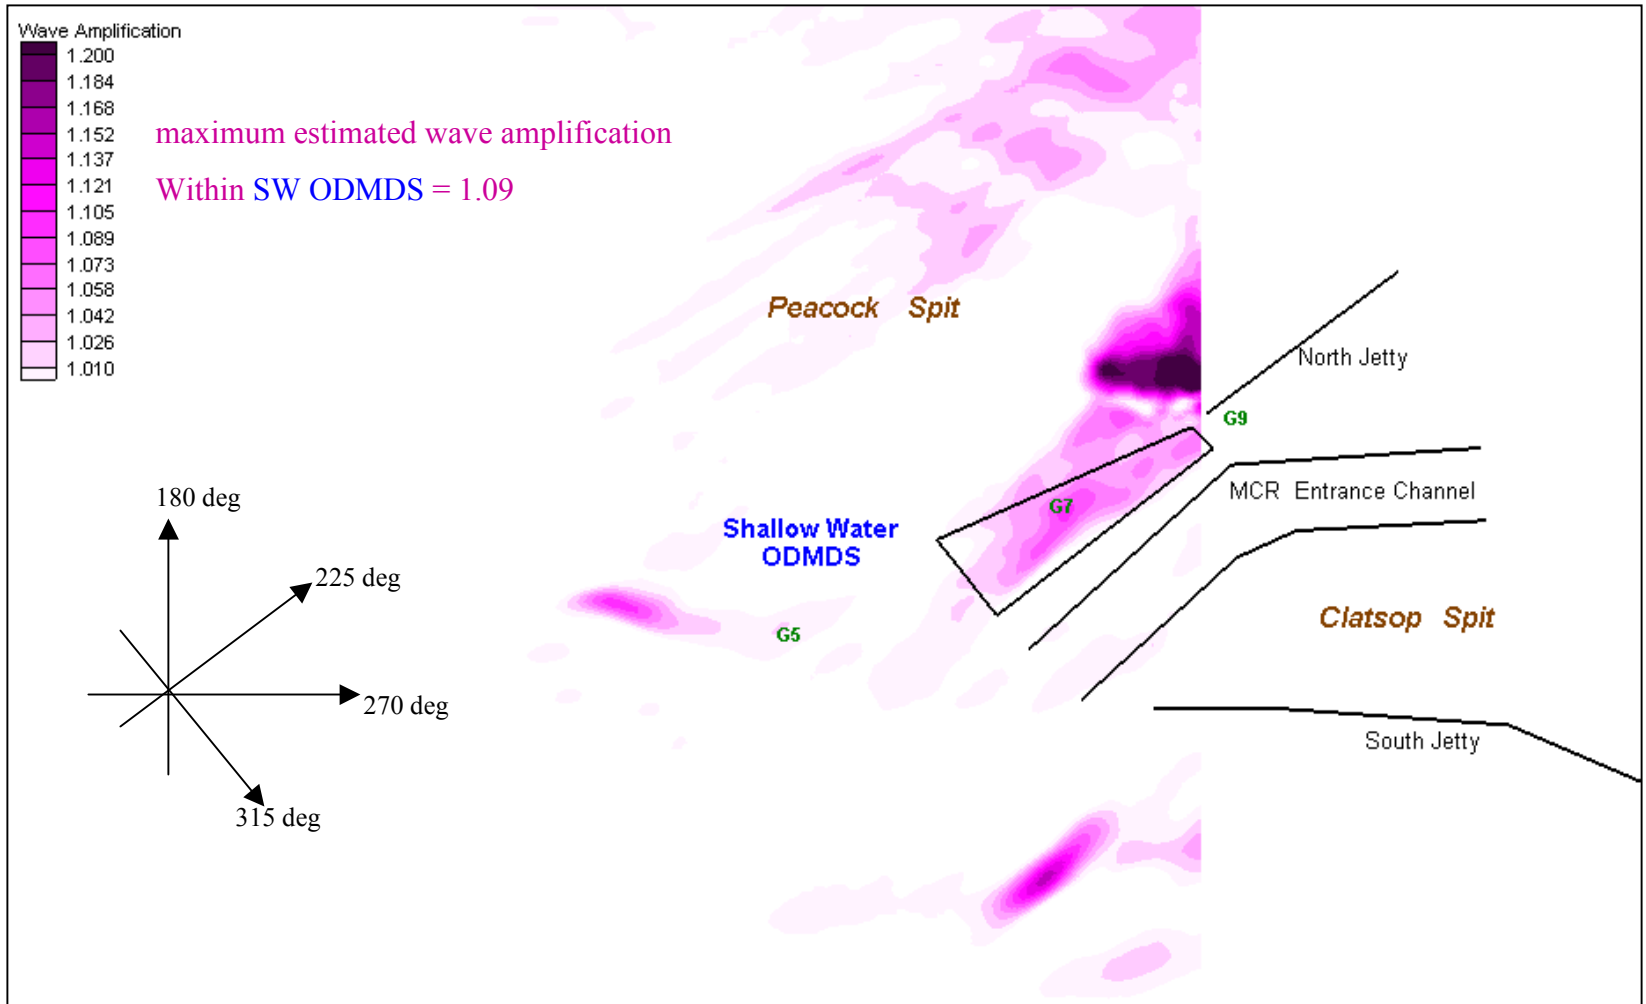 Wave Amplification
1.200
1.184
1.168
1.152
1.137
1.121
1.105
1.089
1.073
1.058
1.042
1.026
1.010
maximum estimated wave amplification
Within SW ODMDS = 1.09
Peacock Spit
North Jetty
G9
MCR Entrance Channel
G7
Shallow Water
ODMDS
G5
Clatsop Spit
South Jetty
180 deg
225 deg
270 deg
315 deg